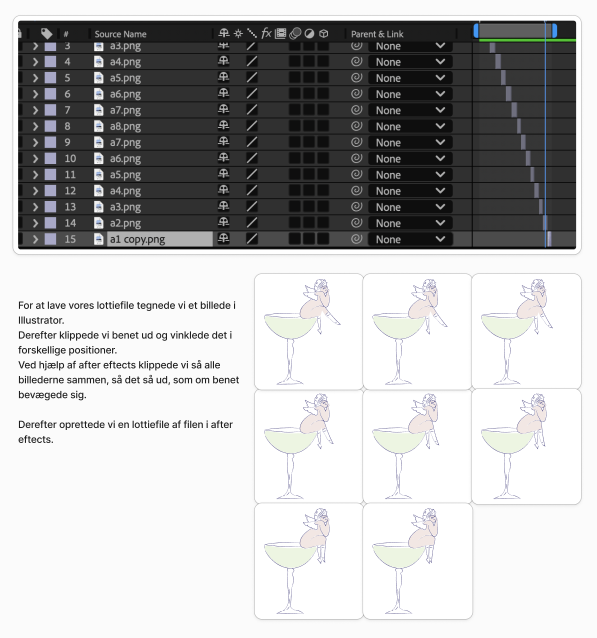 # Source Name fx Parent & Link
3 a3.png None
4 a4.png None
5 a5.png None
6 a6.png None
7 a7.png None
8 a8.png None
9 a7.png None
10 a6.png None
11 a5.png None
12 a4.png None
13 a3.png None
14 a2.png None
15 a1 copy.png None
For at lave vores lottiefile tegnede vi et billede i
Illustrator.
Derefter klippede vi benet ud og vinklede det i
forskellige positioner.
Ved hjælp af after eftects klippede vi så alle
billederne sammen, så det så ud, som om benet
bevægede sig.
Derefter oprettede vi en lottiefile af filen i after
effects.